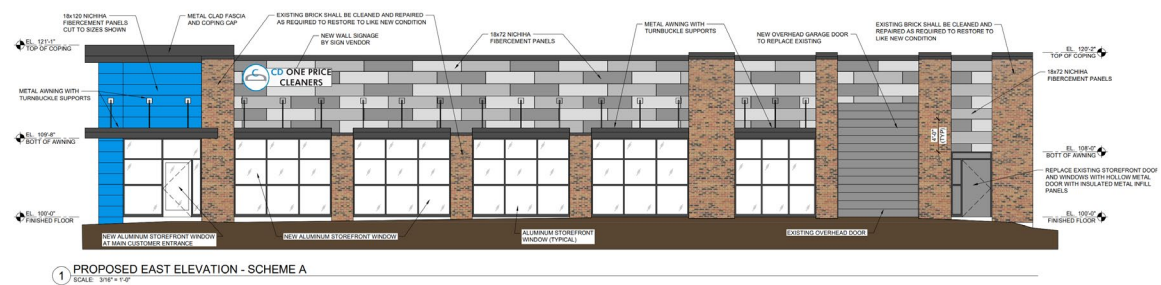 18x120 NICHIHA
FIBERCEMENT PANELS
CUT TO SIZES SHOWN
METAL CLAD FASCIA
AND COPING CAP
EXISTING BRICK SHALL BE CLEANED AND REPAIRED
AS REQUIRED TO RESTORE TO LIKE NEW CONDITION
NEW WALL SIGNAGE
BY SIGN VENDOR
18x72 NICHIHA
FIBERCEMENT PANELS
METAL AWNING WITH
TURNBUCKLE SUPPORTS
NEW OVERHEAD GARAGE DOOR
TO REPLACE EXISTING
EXISTING BRICK SHALL BE CLEANED AND
REPAIRED AS REQUIRED TO RESTORE TO
LIKE NEW CONDITION
EL. 121'-1"
TOP OF COPING
EL. 120'-2"
TOP OF COPING
CD ONE PRICE
CLEANERS
18x72 NICHIHA
FIBERCEMENT PANELS
METAL AWNING WITH
TURNBUCKLE SUPPORTS
EL. 109'-8"
BOTT OF AWNING
4'-0"
(TYP)
EL. 108'-0"
BOTT OF AWNING
REPLACE EXISTING STOREFRONT DOOR
AND WINDOWS WITH HOLLOW METAL
DOOR WITH INSULATED METAL INFILL
PANELS
EL. 100'-0"
FINISHED FLOOR
EL. 100'-0"
FINISHED FLOOR
NEW ALUMINUM STOREFRONT WINDOW
AT MAIN CUSTOMER ENTRANCE
NEW ALUMINUM STOREFRONT WINDOW
ALUMINUM STOREFRONT
WINDOW (TYPICAL)
EXISTING OVERHEAD DOOR
1 PROPOSED EAST ELEVATION - SCHEME A
SCALE: 3/16" = 1'-0"